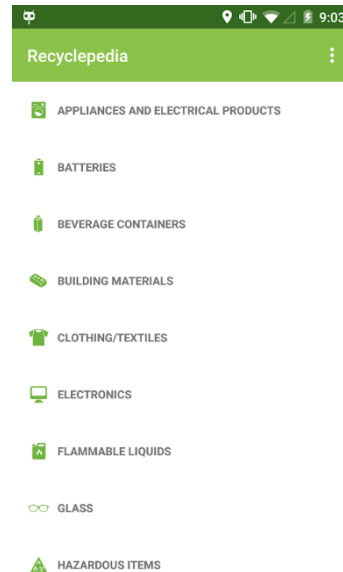 9:03
Recyclepedia
APPLIANCES AND ELECTRICAL PRODUCTS
BATTERIES
BEVERAGE CONTAINERS
BUILDING MATERIALS
CLOTHING/TEXTILES
ELECTRONICS
FLAMMABLE LIQUIDS
GLASS
HAZARDOUS ITEMS